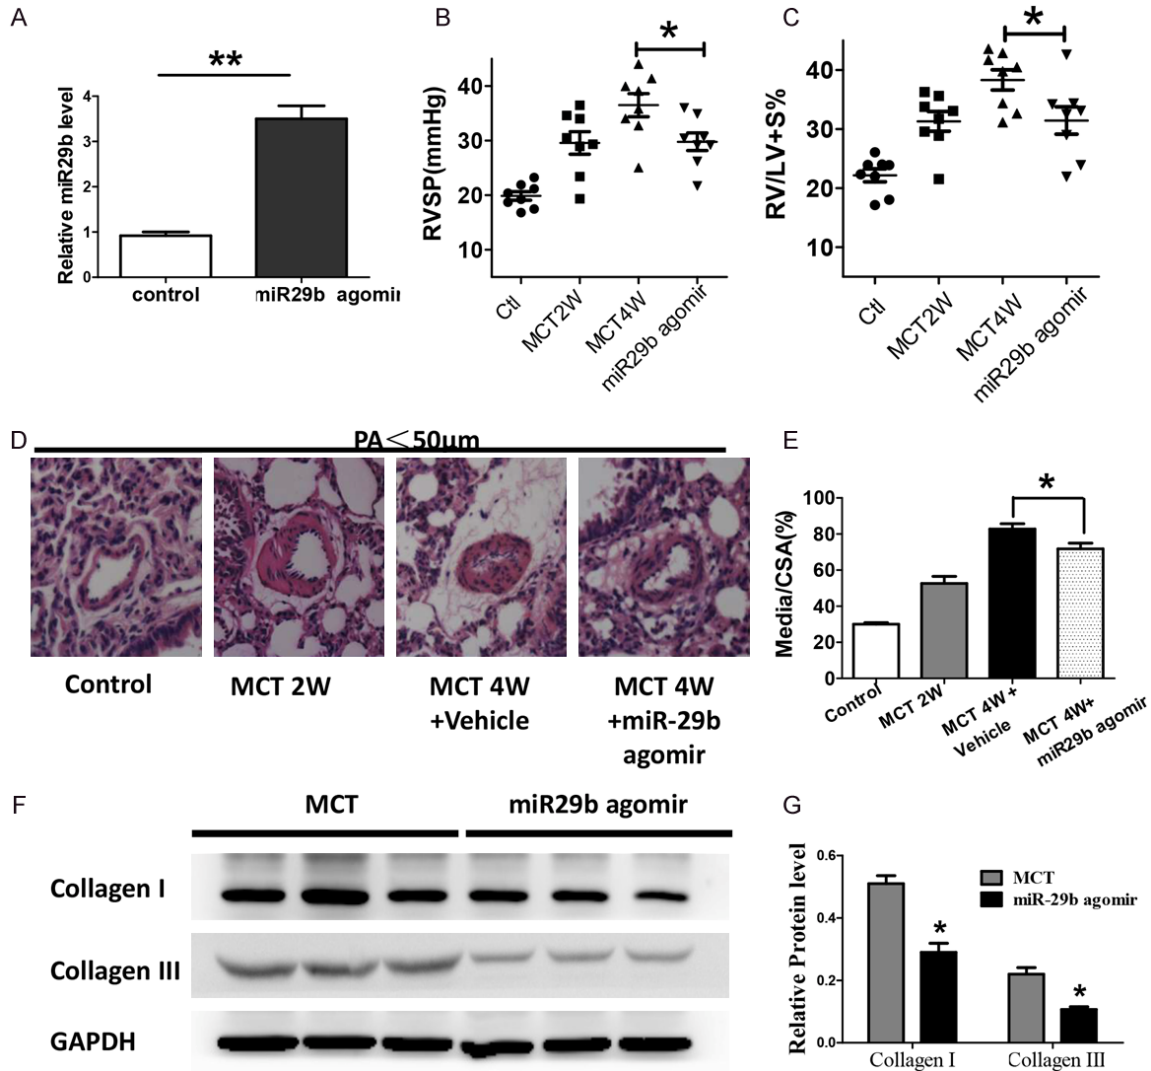 A
**
Relative miR29b level
4
3
2
1
0
control
miR29b agomir
B
*
RVSP(mmHg)
40
30
20
10
Ctl
MCT2W
MCT4W
miR29b agomir
C
*
RV/LV+S%
40
30
20
10
Ctl
MCT2W
MCT4W
miR29b agomir
D
PA＜50μm
Control
MCT 2W
MCT 4W
+Vehicle
MCT 4W
+miR-29b
agomir
E
*
Media/CSA(%)
100
80
60
40
20
0
Control
MCT 2W
MCT 4W+
Vehicle
MCT 4W+
miR29b agomir
F
MCT
miR29b agomir
Collagen I
Collagen III
GAPDH
G
Relative Protein level
0.6
0.4
0.2
0.0
MCT
miR-29b agomir
*
*
Collagen I
Collagen III